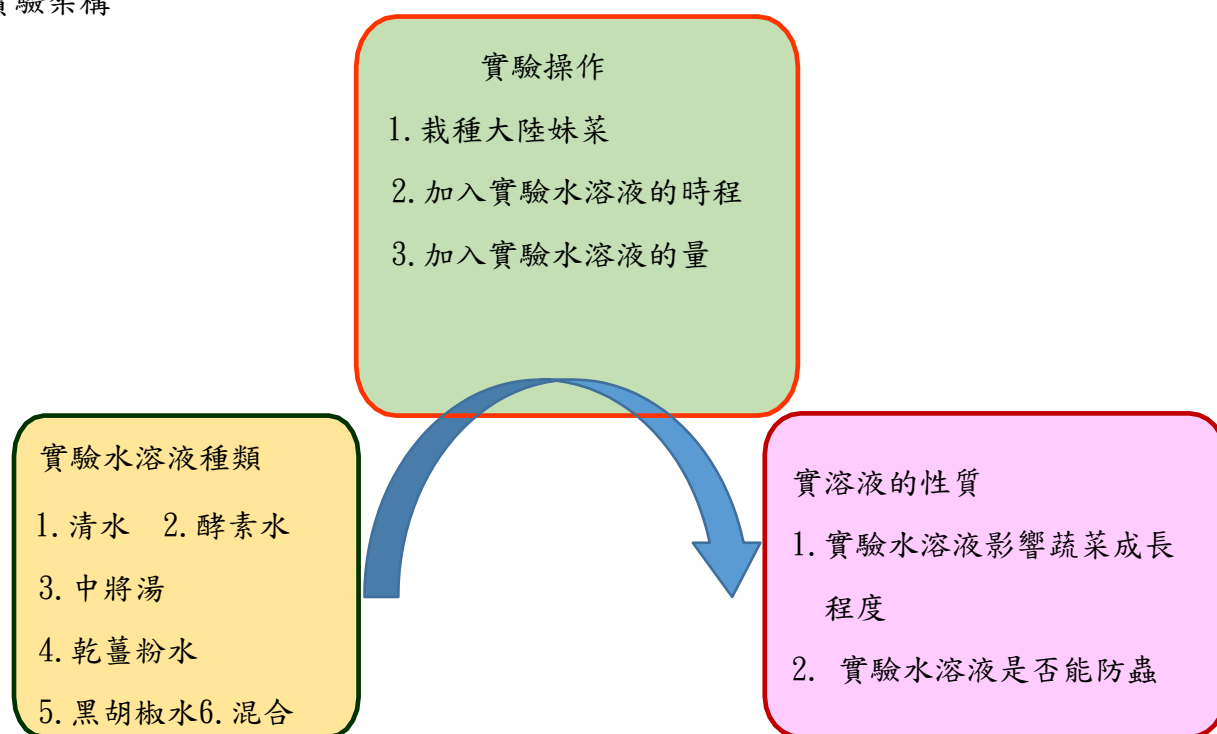 實驗架構
實驗操作
1.栽種大陸妹菜
2.加入實驗水溶液的時程
3.加入實驗水溶液的量
實驗水溶液種類
1.清水 2.酵素水
3.中將湯
4.乾薑粉水
5.黑胡椒水6.混合
實溶液的性質
1.實驗水溶液影響蔬菜成長
程度
2. 實驗水溶液是否能防蟲